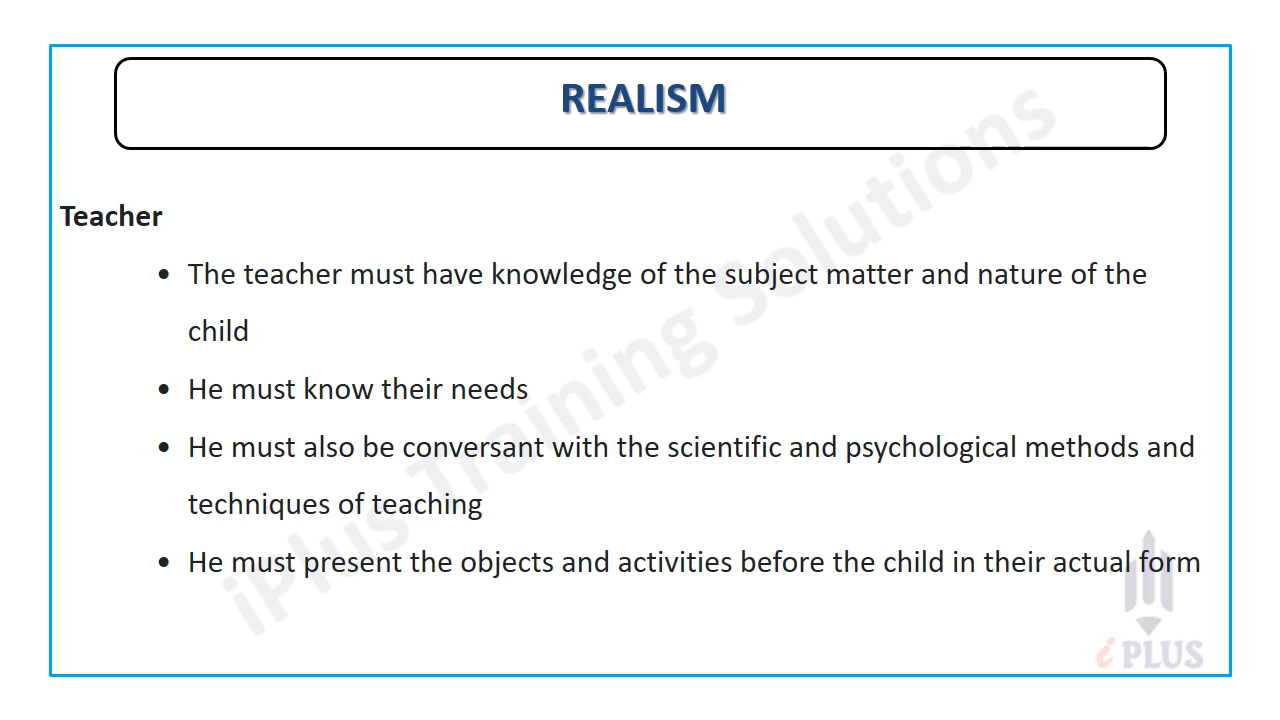 REALISM
Teacher
• The teacher must have knowledge of the subject matter and nature of the
child
• He must know their needs
• He must also be conversant with the scientific and psychological methods and
techniques of teaching
• He must present the objects and activities before the child in their actual form
iPlus Training Solutions
i PLUS